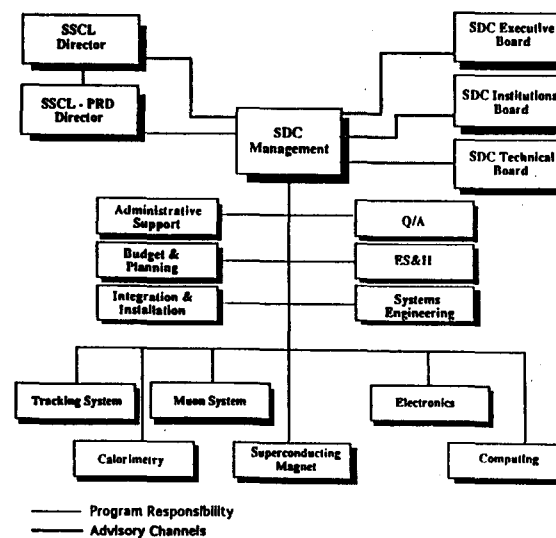 SSCL
Director
SSCL - PRD
Director
SDC
Management
SDC Executive
Board
SDC Institutional
Board
SDC Technical
Board
Administrative
Support
Q/A
Budget &
Planning
ES&H
Integration &
Installation
Systems
Engineering
Tracking System
Muon System
Electronics
Calorimetry
Superconducting
Magnet
Computing
Program Responsibility
Advisory Channels